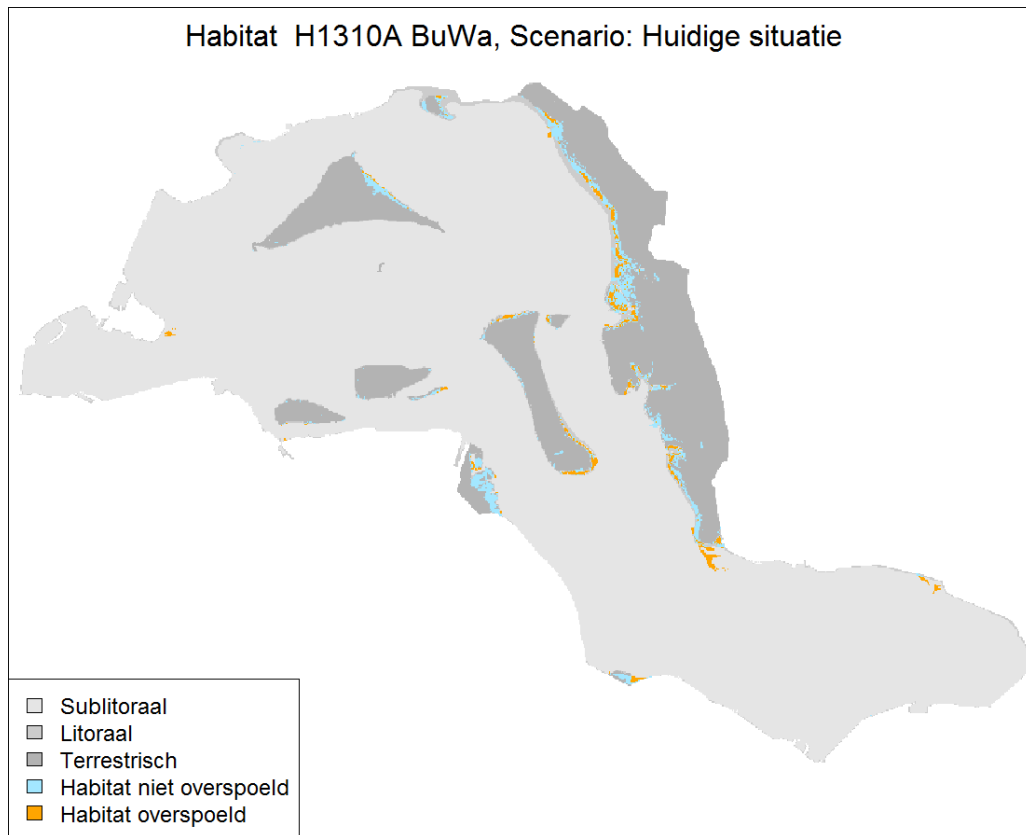 Habitat  H1310A BuWa, Scenario: Huidige situatie
Sublitoraal
Litoraal
Terrestrisch
Habitat niet overspoeld
Habitat overspoeld